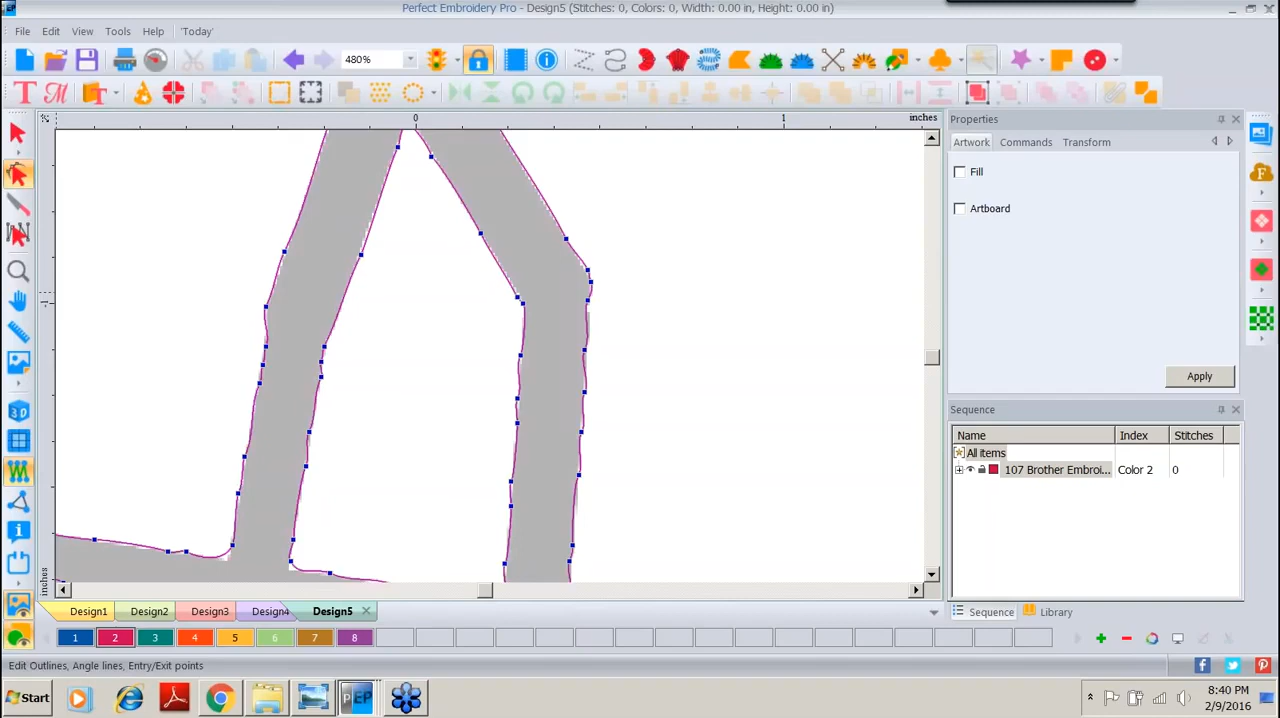 Perfect Embroidery Pro - Design5 (Stitches: 0, Colors: 0, Width: 0.00 in, Height: 0.00 in)
File Edit View Tools Help 'Today'
480%
0 1 inches
Properties
Artwork Commands Transform
Fill
Artboard
Apply
Sequence
Name Index Stitches
All items
107 Brother Embroi... Color 2 0
-1
inches
Sequence Library
Design1 Design2 Design3 Design4 Design5
1 2 3 4 5 6 7 8
Edit Outlines, Angle lines, Entry/Exit points
Start
PEP
8:40 PM
2/9/2016